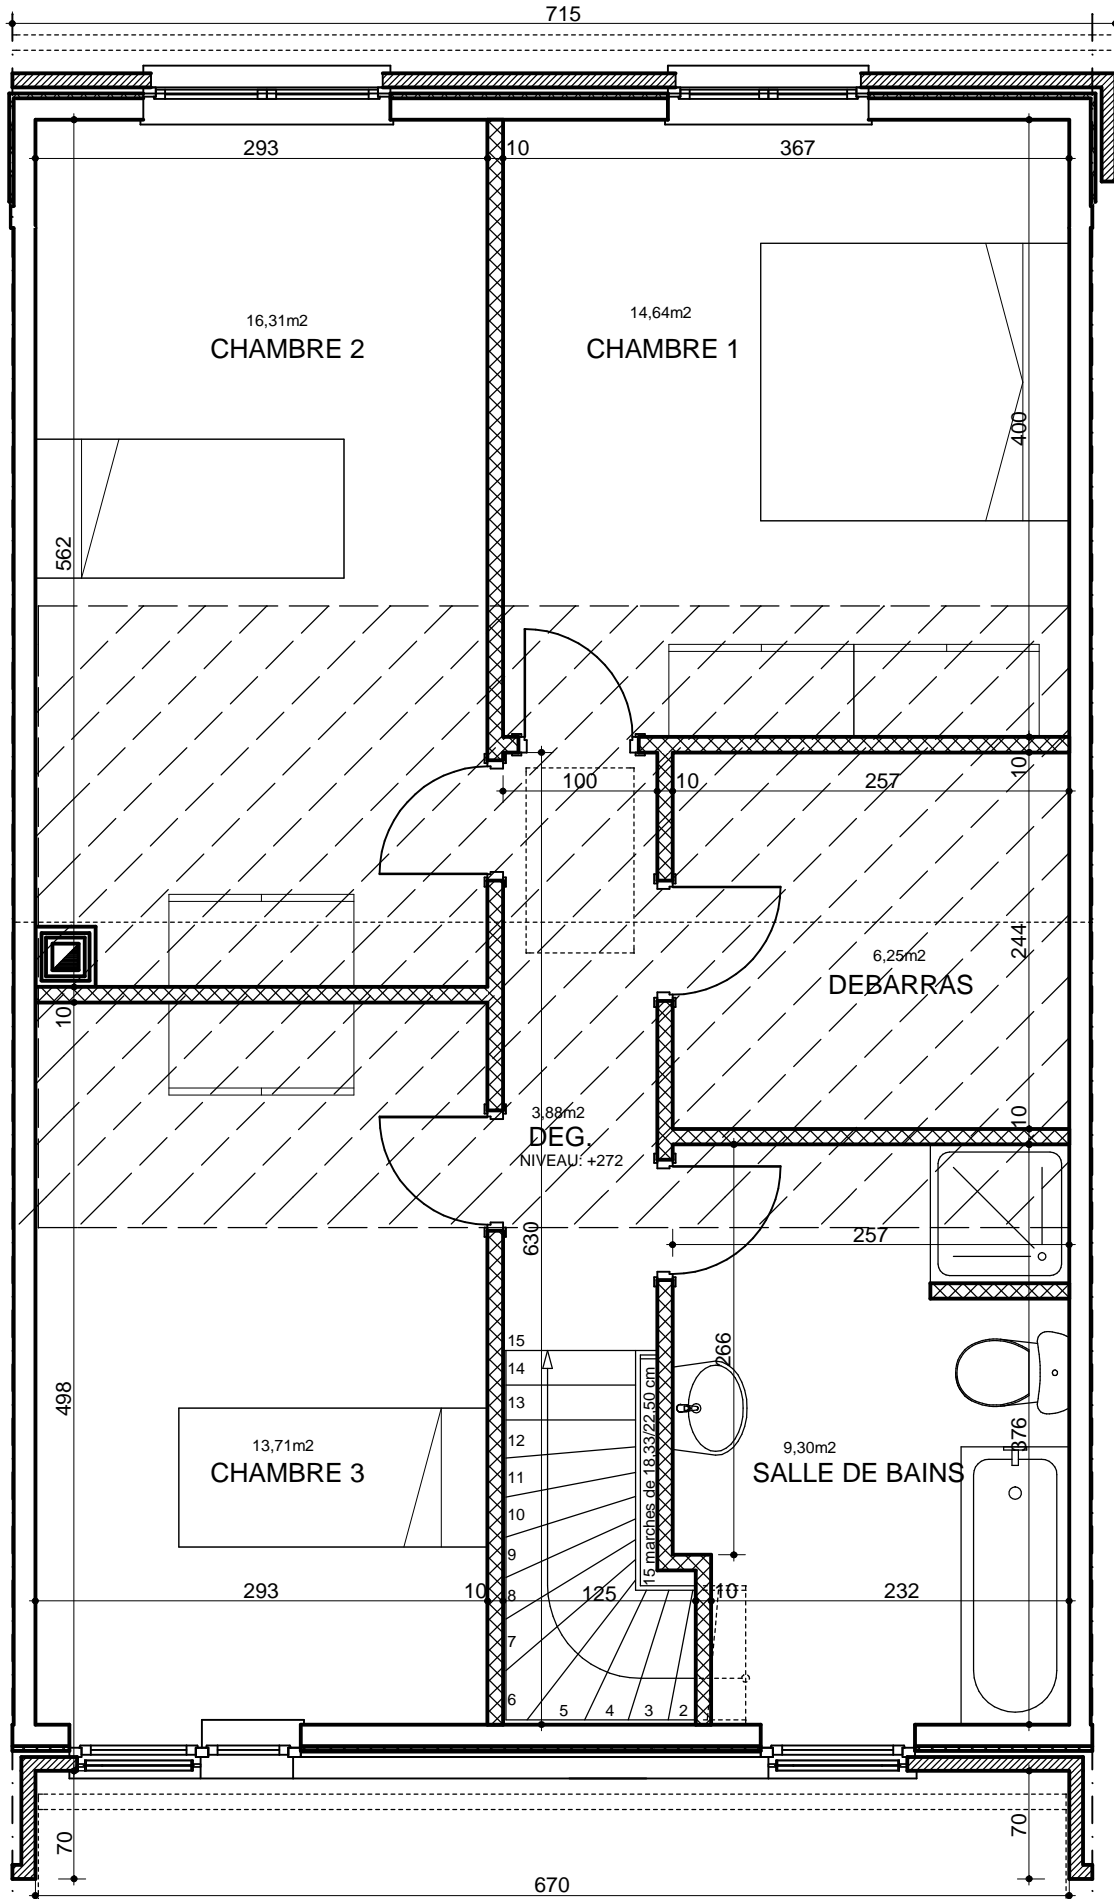 715
293
10
367
16,31m2
CHAMBRE 2
14,64m2
CHAMBRE 1
400
562
100
10
257
10
244
6,25m2
DEBARRAS
10
10
3,88m2
DEG.
NIVEAU: +272
630
257
266
15
14
13
12
11
10
9
8
7
6
5
4
3
2
15 marches de 18,33/22,50 cm
498
13,71m2
CHAMBRE 3
9,30m2
SALLE DE BAINS
376
293
10
125
10
232
70
70
670